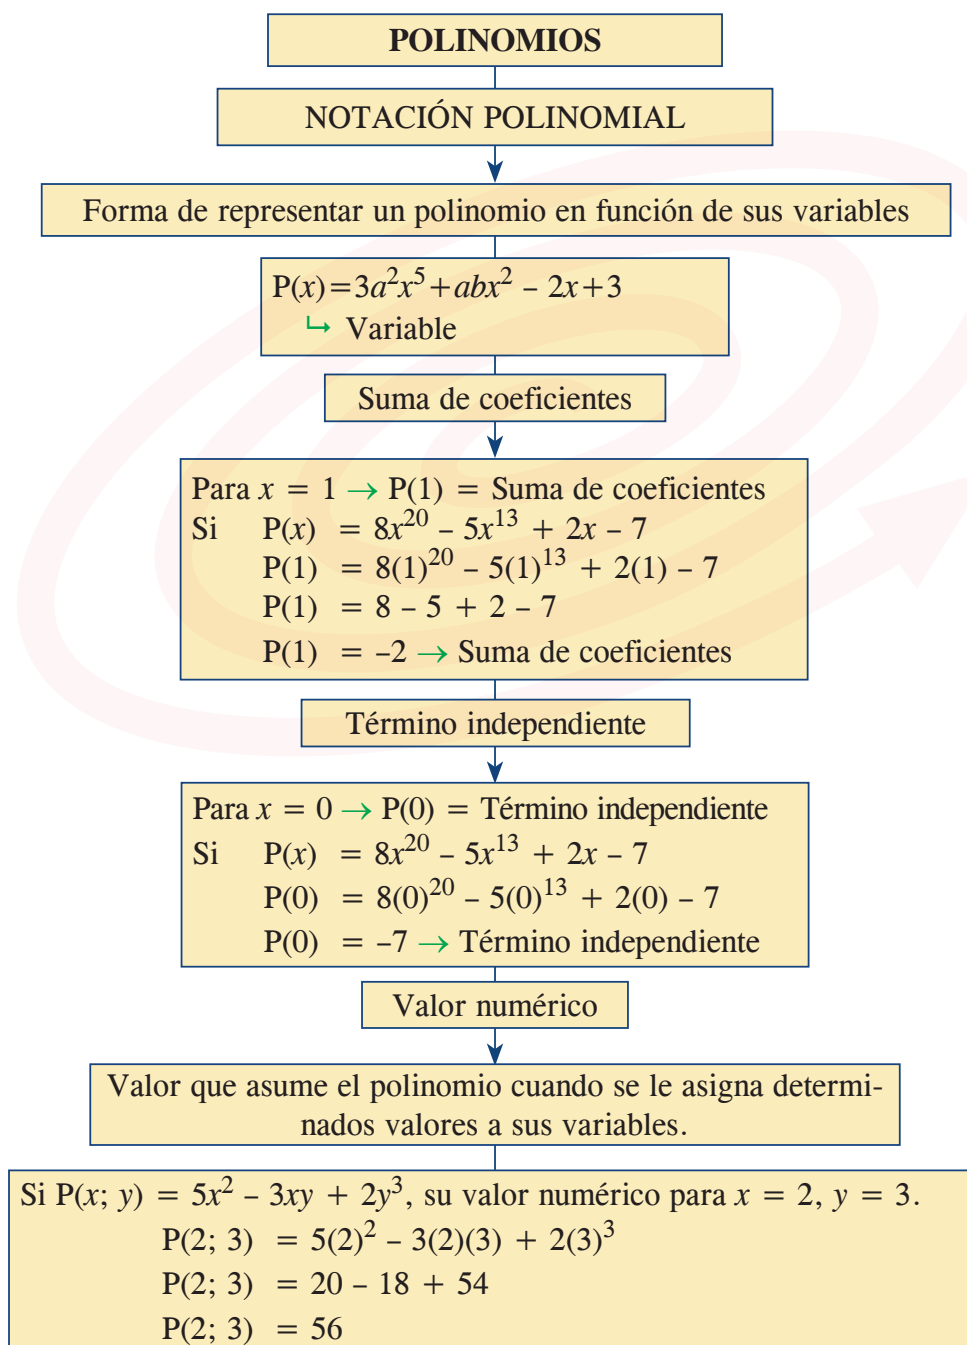 POLINOMIOS
NOTACIÓN POLINOMIAL
Forma de representar un polinomio en función de sus variables
P(x) = 3a²x⁵ + abx² – 2x + 3
↳ Variable
Suma de coeficientes
Para x = 1 → P(1) = Suma de coeficientes
Si P(x) = 8x²⁰ – 5x¹³ + 2x – 7
P(1) = 8(1)²⁰ – 5(1)¹³ + 2(1) – 7
P(1) = 8 – 5 + 2 – 7
P(1) = –2 → Suma de coeficientes
Término independiente
Para x = 0 → P(0) = Término independiente
Si P(x) = 8x²⁰ – 5x¹³ + 2x – 7
P(0) = 8(0)²⁰ – 5(0)¹³ + 2(0) – 7
P(0) = –7 → Término independiente
Valor numérico
Valor que asume el polinomio cuando se le asigna determi-
nados valores a sus variables.
Si P(x; y) = 5x² – 3xy + 2y³, su valor numérico para x = 2, y = 3.
P(2; 3) = 5(2)² – 3(2)(3) + 2(3)³
P(2; 3) = 20 – 18 + 54
P(2; 3) = 56